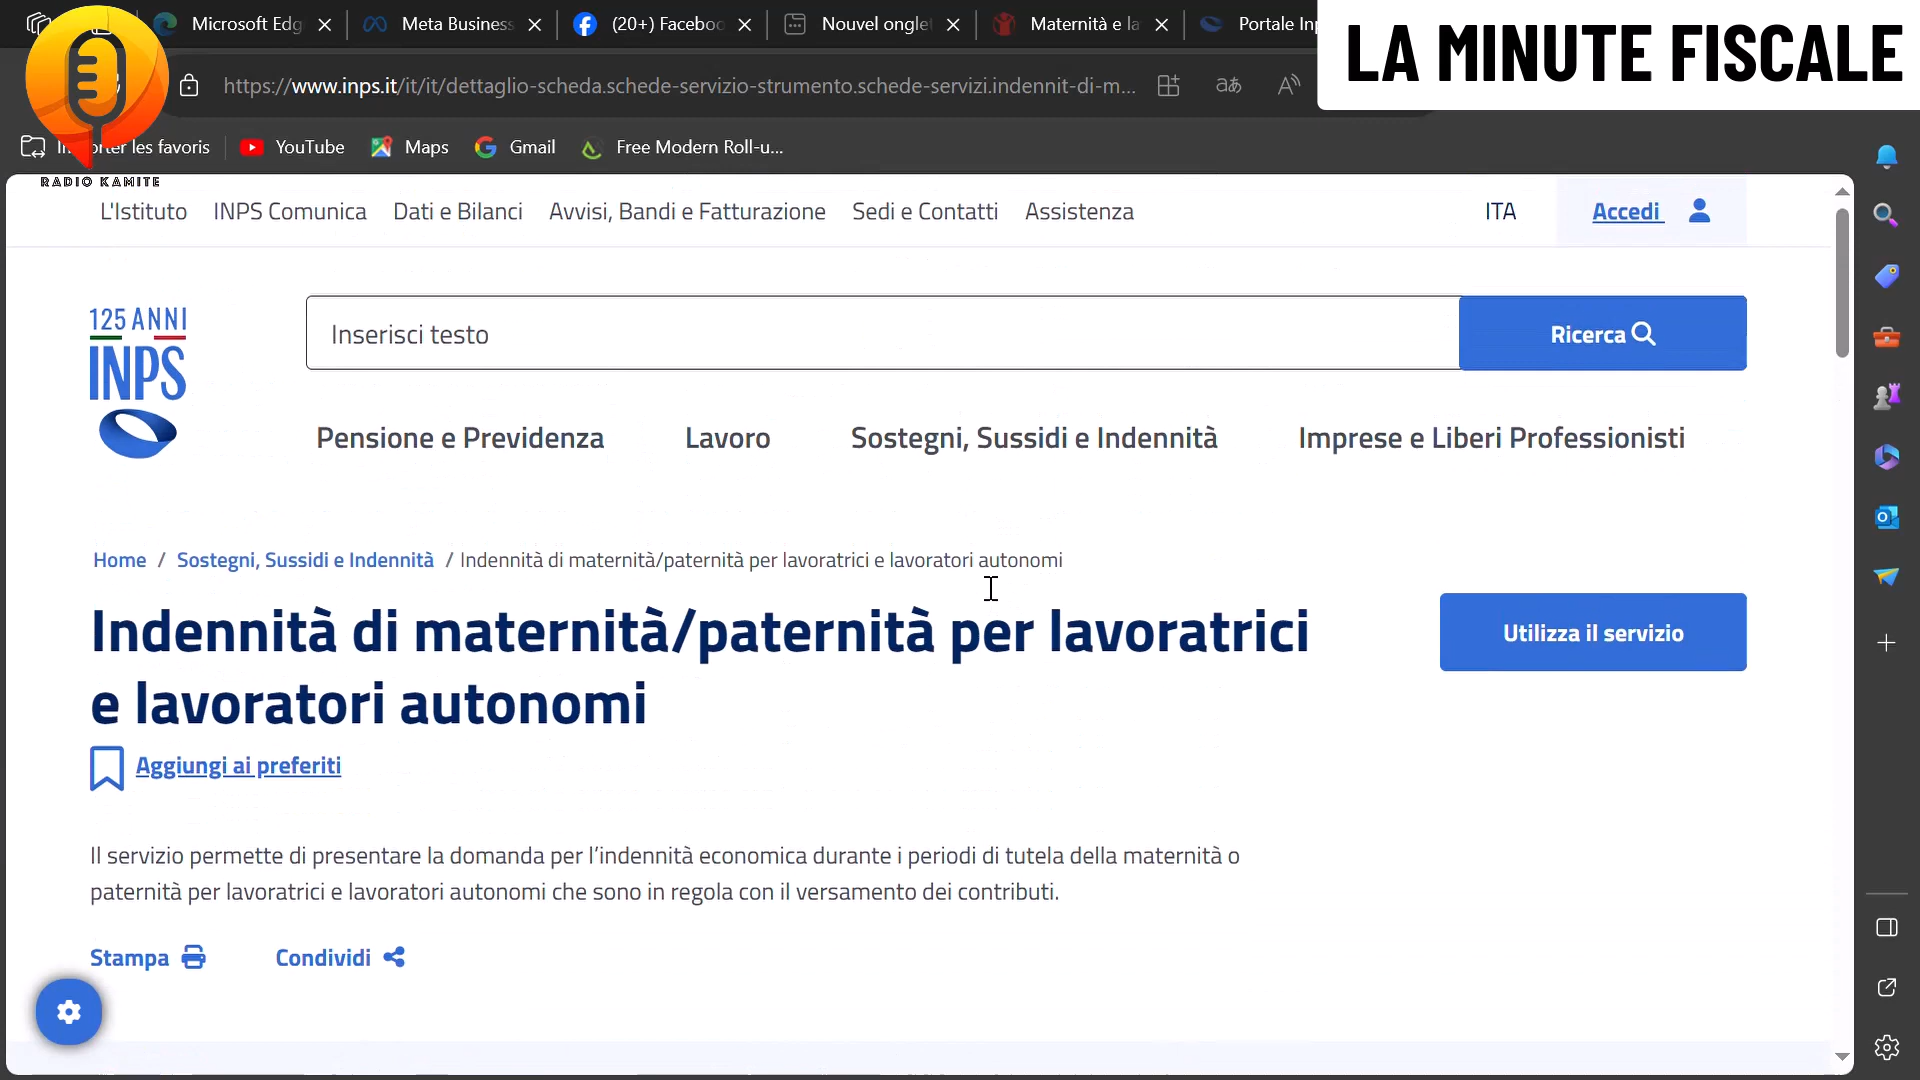 Microsoft Edg
Meta Business
(20+) Faceboo
Nouvel ongle
Maternità e la
Portale Inp
LA MINUTE FISCALE
https://www.inps.it/it/it/dettaglio-scheda.schede-servizio-strumento.schede-servizi.indennit-di-m...
les favoris
YouTube
Maps
Gmail
Free Modern Roll-u...
RADIO KAMITE
L'Istituto
INPS Comunica
Dati e Bilanci
Avvisi, Bandi e Fatturazione
Sedi e Contatti
Assistenza
ITA
Accedi
125 ANNI
INPS
Inserisci testo
Ricerca
Pensione e Previdenza
Lavoro
Sostegni, Sussidi e Indennità
Imprese e Liberi Professionisti
Home / Sostegni, Sussidi e Indennità / Indennità di maternità/paternità per lavoratrici e lavoratori autonomi
Indennità di maternità/paternità per lavoratrici
e lavoratori autonomi
Utilizza il servizio
Aggiungi ai preferiti
Il servizio permette di presentare la domanda per l’indennità economica durante i periodi di tutela della maternità o
paternità per lavoratrici e lavoratori autonomi che sono in regola con il versamento dei contributi.
Stampa
Condividi